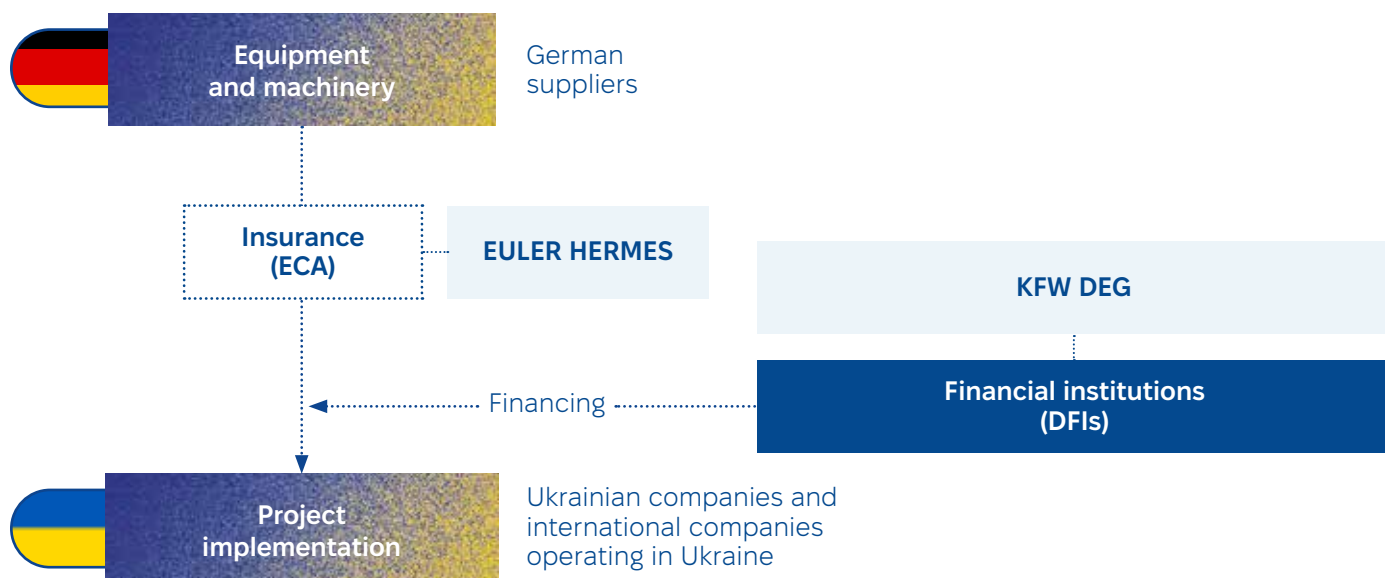 Equipment
and machinery
German
suppliers
Insurance
(ECA)
EULER HERMES
KFW DEG
Financing
Financial institutions
(DFIs)
Project
implementation
Ukrainian companies and
international companies
operating in Ukraine